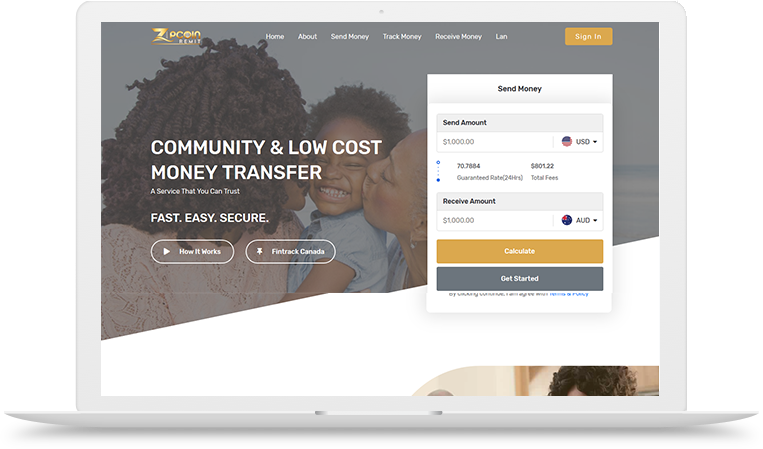 ZIPCOIN
REMIT
Home About Send Money Track Money Receive Money Lan
Sign In
Send Money
COMMUNITY & LOW COST
MONEY TRANSFER
A Service That You Can Trust
FAST. EASY. SECURE.
How It Works
Fintrack Canada
Send Amount
$1,000.00 USD
70.7884 $801.22
Guaranteed Rate(24Hrs) Total Fees
Receive Amount
$1,000.00 AUD
Calculate
Get Started
By clicking continue, I am agree with Terms & Policy